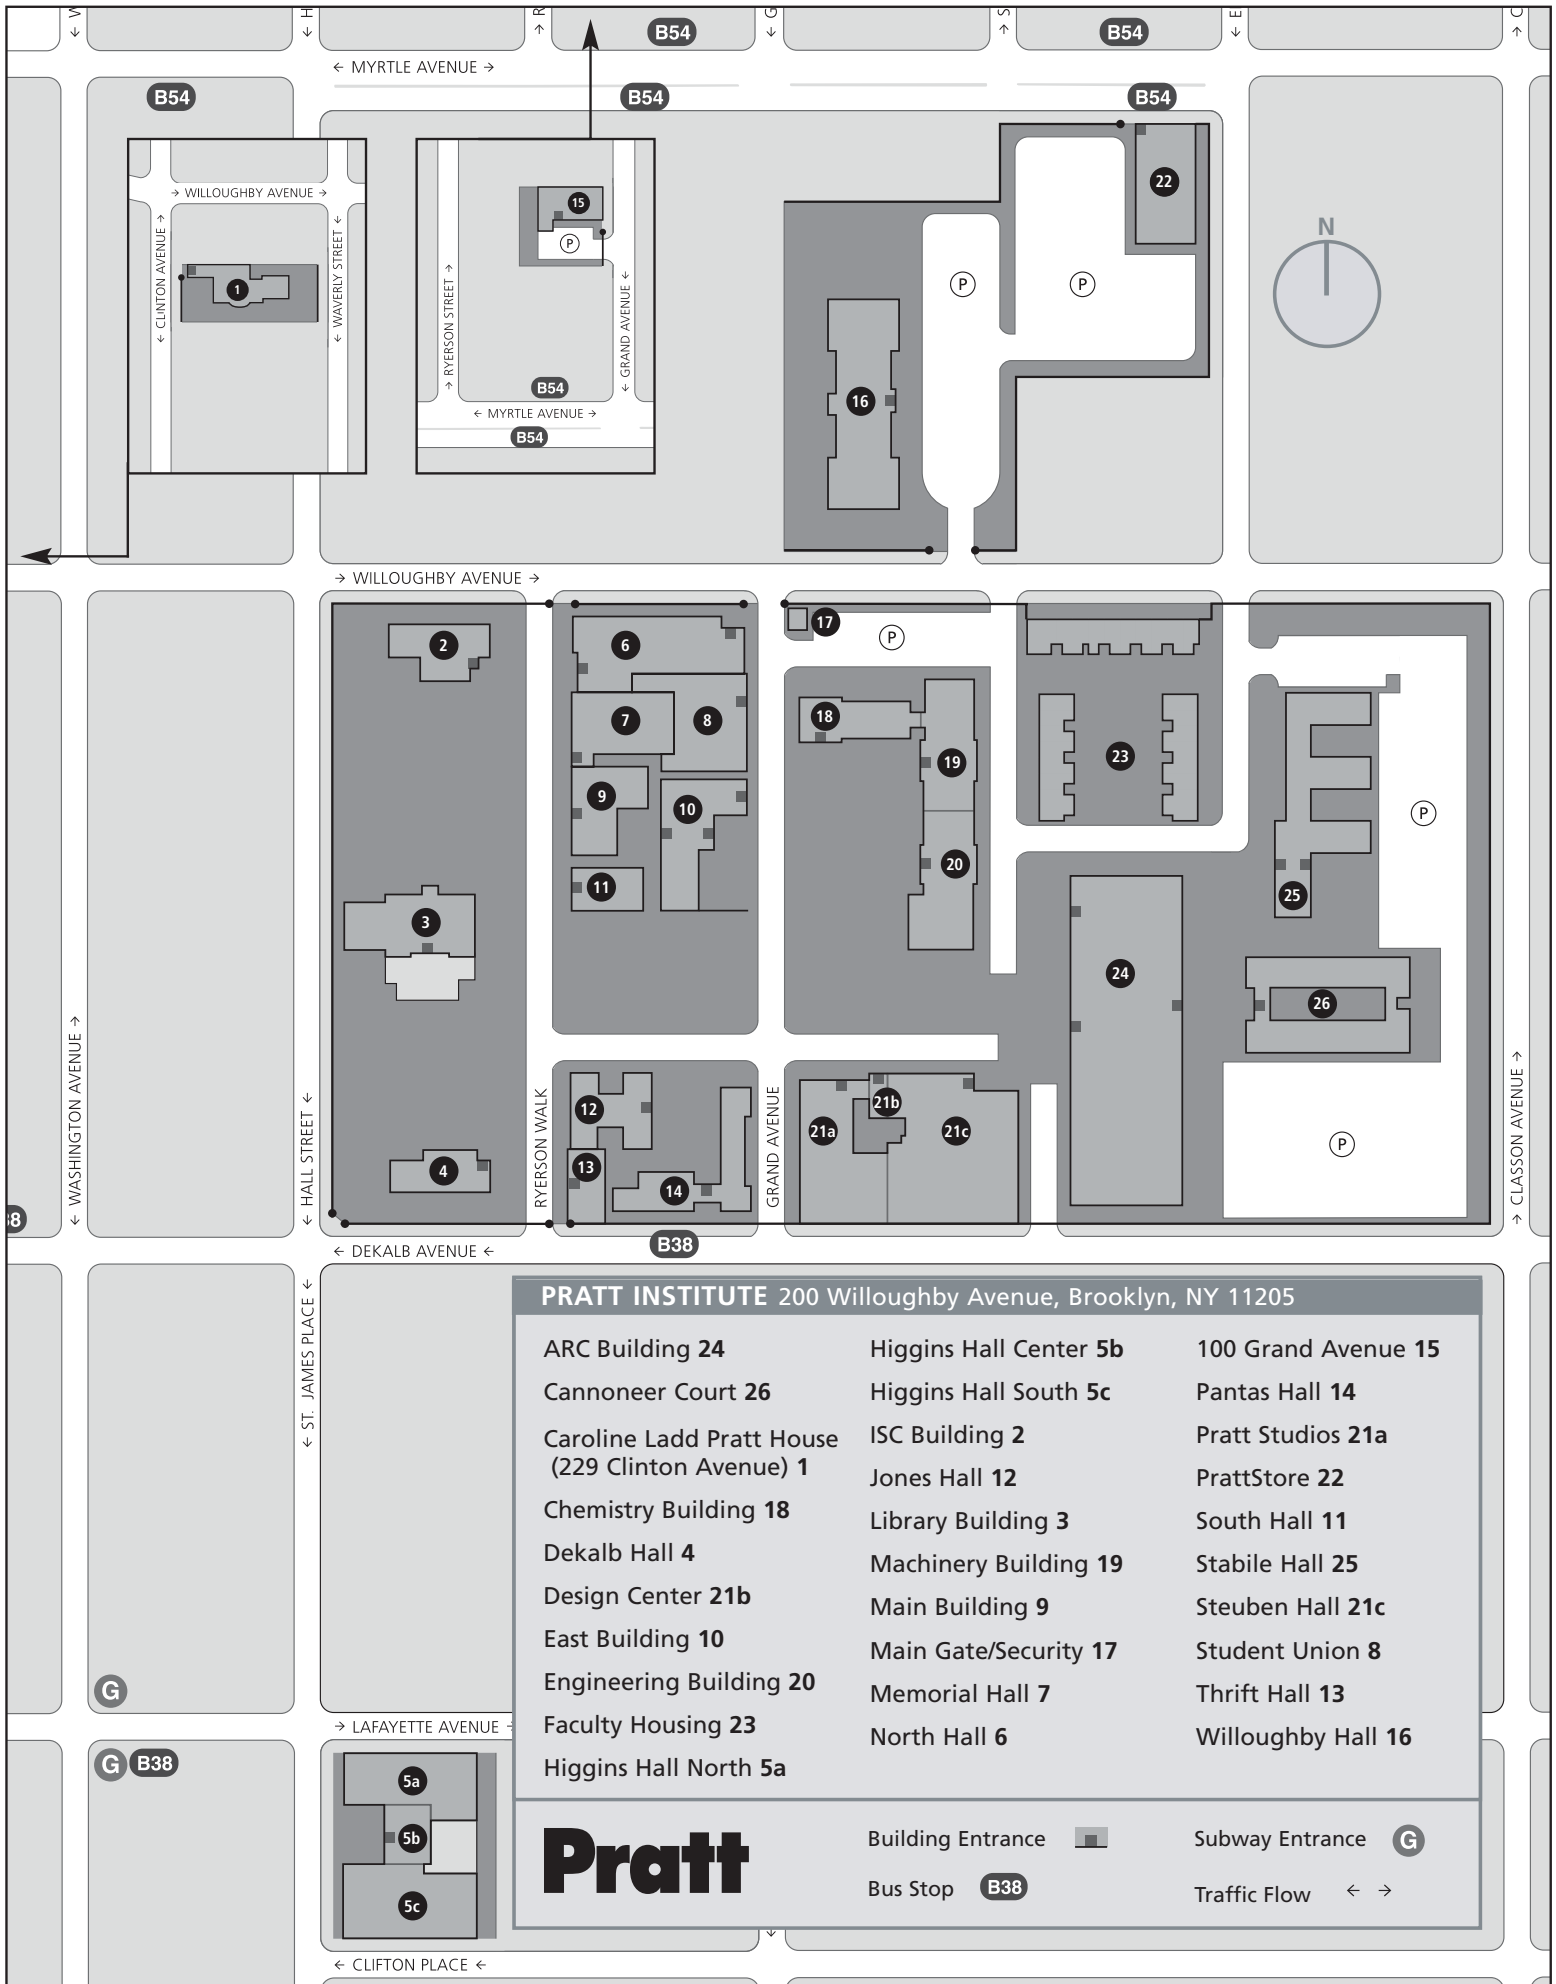 W
H
R
G
S
E
C
B54
B54
← MYRTLE AVENUE →
B54
B54
B54
→ WILLOUGHBY AVENUE →
← CLINTON AVENUE →
← WAVERLY STREET ←
1
15
P
→ RYERSON STREET →
← GRAND AVENUE ←
B54
← MYRTLE AVENUE →
B54
22
P
P
16
N
→ WILLOUGHBY AVENUE →
2
6
17
P
7
8
18
19
23
9
10
P
20
11
25
3
24
26
12
21b
21a
21c
13
14
4
P
← WASHINGTON AVENUE →
← HALL STREET ←
RYERSON WALK
GRAND AVENUE
→ CLASSON AVENUE →
38
← DEKALB AVENUE ←
B38
← ST. JAMES PLACE ←
PRATT INSTITUTE 200 Willoughby Avenue, Brooklyn, NY 11205
ARC Building 24
Cannoneer Court 26
Caroline Ladd Pratt House
(229 Clinton Avenue) 1
Chemistry Building 18
Dekalb Hall 4
Design Center 21b
East Building 10
Engineering Building 20
Faculty Housing 23
Higgins Hall North 5a
Higgins Hall Center 5b
Higgins Hall South 5c
ISC Building 2
Jones Hall 12
Library Building 3
Machinery Building 19
Main Building 9
Main Gate/Security 17
Memorial Hall 7
North Hall 6
100 Grand Avenue 15
Pantas Hall 14
Pratt Studios 21a
PrattStore 22
South Hall 11
Stabile Hall 25
Steuben Hall 21c
Student Union 8
Thrift Hall 13
Willoughby Hall 16
G
→ LAFAYETTE AVENUE →
G B38
5a
5b
5c
Pratt
Building Entrance
Bus Stop B38
Subway Entrance G
Traffic Flow ← →
← CLIFTON PLACE ←